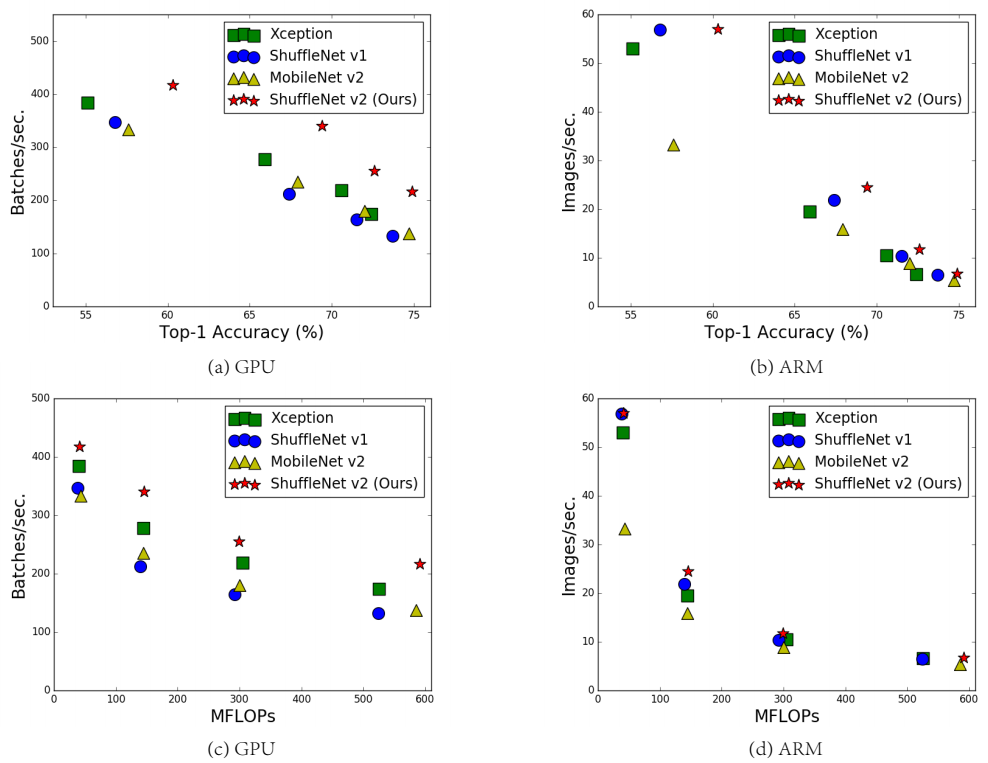 Batches/sec.
500
400
300
200
100
0
55
60
65
70
75
Top-1 Accuracy (%)
Xception
ShuffleNet v1
MobileNet v2
ShuffleNet v2 (Ours)
(a) GPU
Images/sec.
60
50
40
30
20
10
0
55
60
65
70
75
Top-1 Accuracy (%)
Xception
ShuffleNet v1
MobileNet v2
ShuffleNet v2 (Ours)
(b) ARM
Batches/sec.
500
400
300
200
100
0
0
100
200
300
400
500
600
MFLOPs
Xception
ShuffleNet v1
MobileNet v2
ShuffleNet v2 (Ours)
(c) GPU
Images/sec.
60
50
40
30
20
10
0
0
100
200
300
400
500
600
MFLOPs
Xception
ShuffleNet v1
MobileNet v2
ShuffleNet v2 (Ours)
(d) ARM